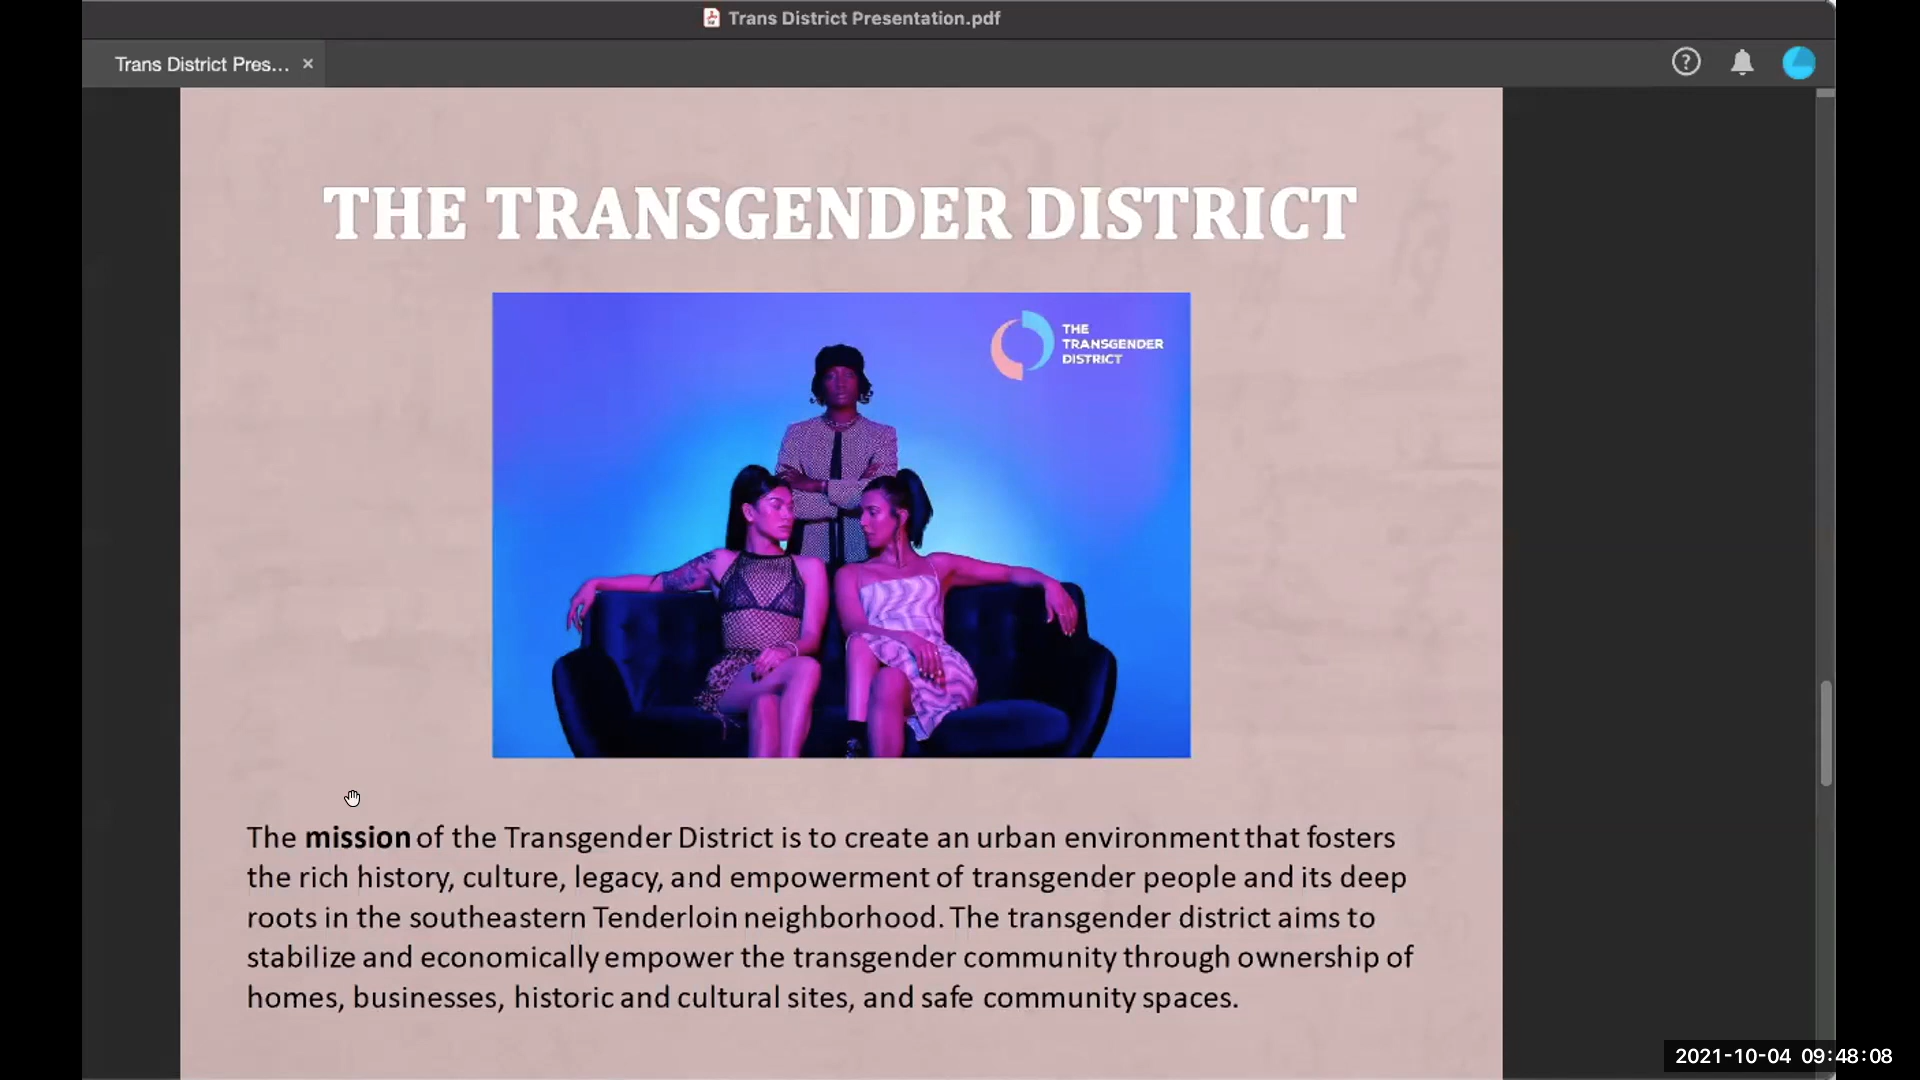 Trans District Presentation.pdf
Trans District Pres...
THE TRANSGENDER DISTRICT
THE
TRANSGENDER
DISTRICT
The mission of the Transgender District is to create an urban environment that fosters
the rich history, culture, legacy, and empowerment of transgender people and its deep
roots in the southeastern Tenderloin neighborhood. The transgender district aims to
stabilize and economically empower the transgender community through ownership of
homes, businesses, historic and cultural sites, and safe community spaces.
2021-10-04 09:48:08